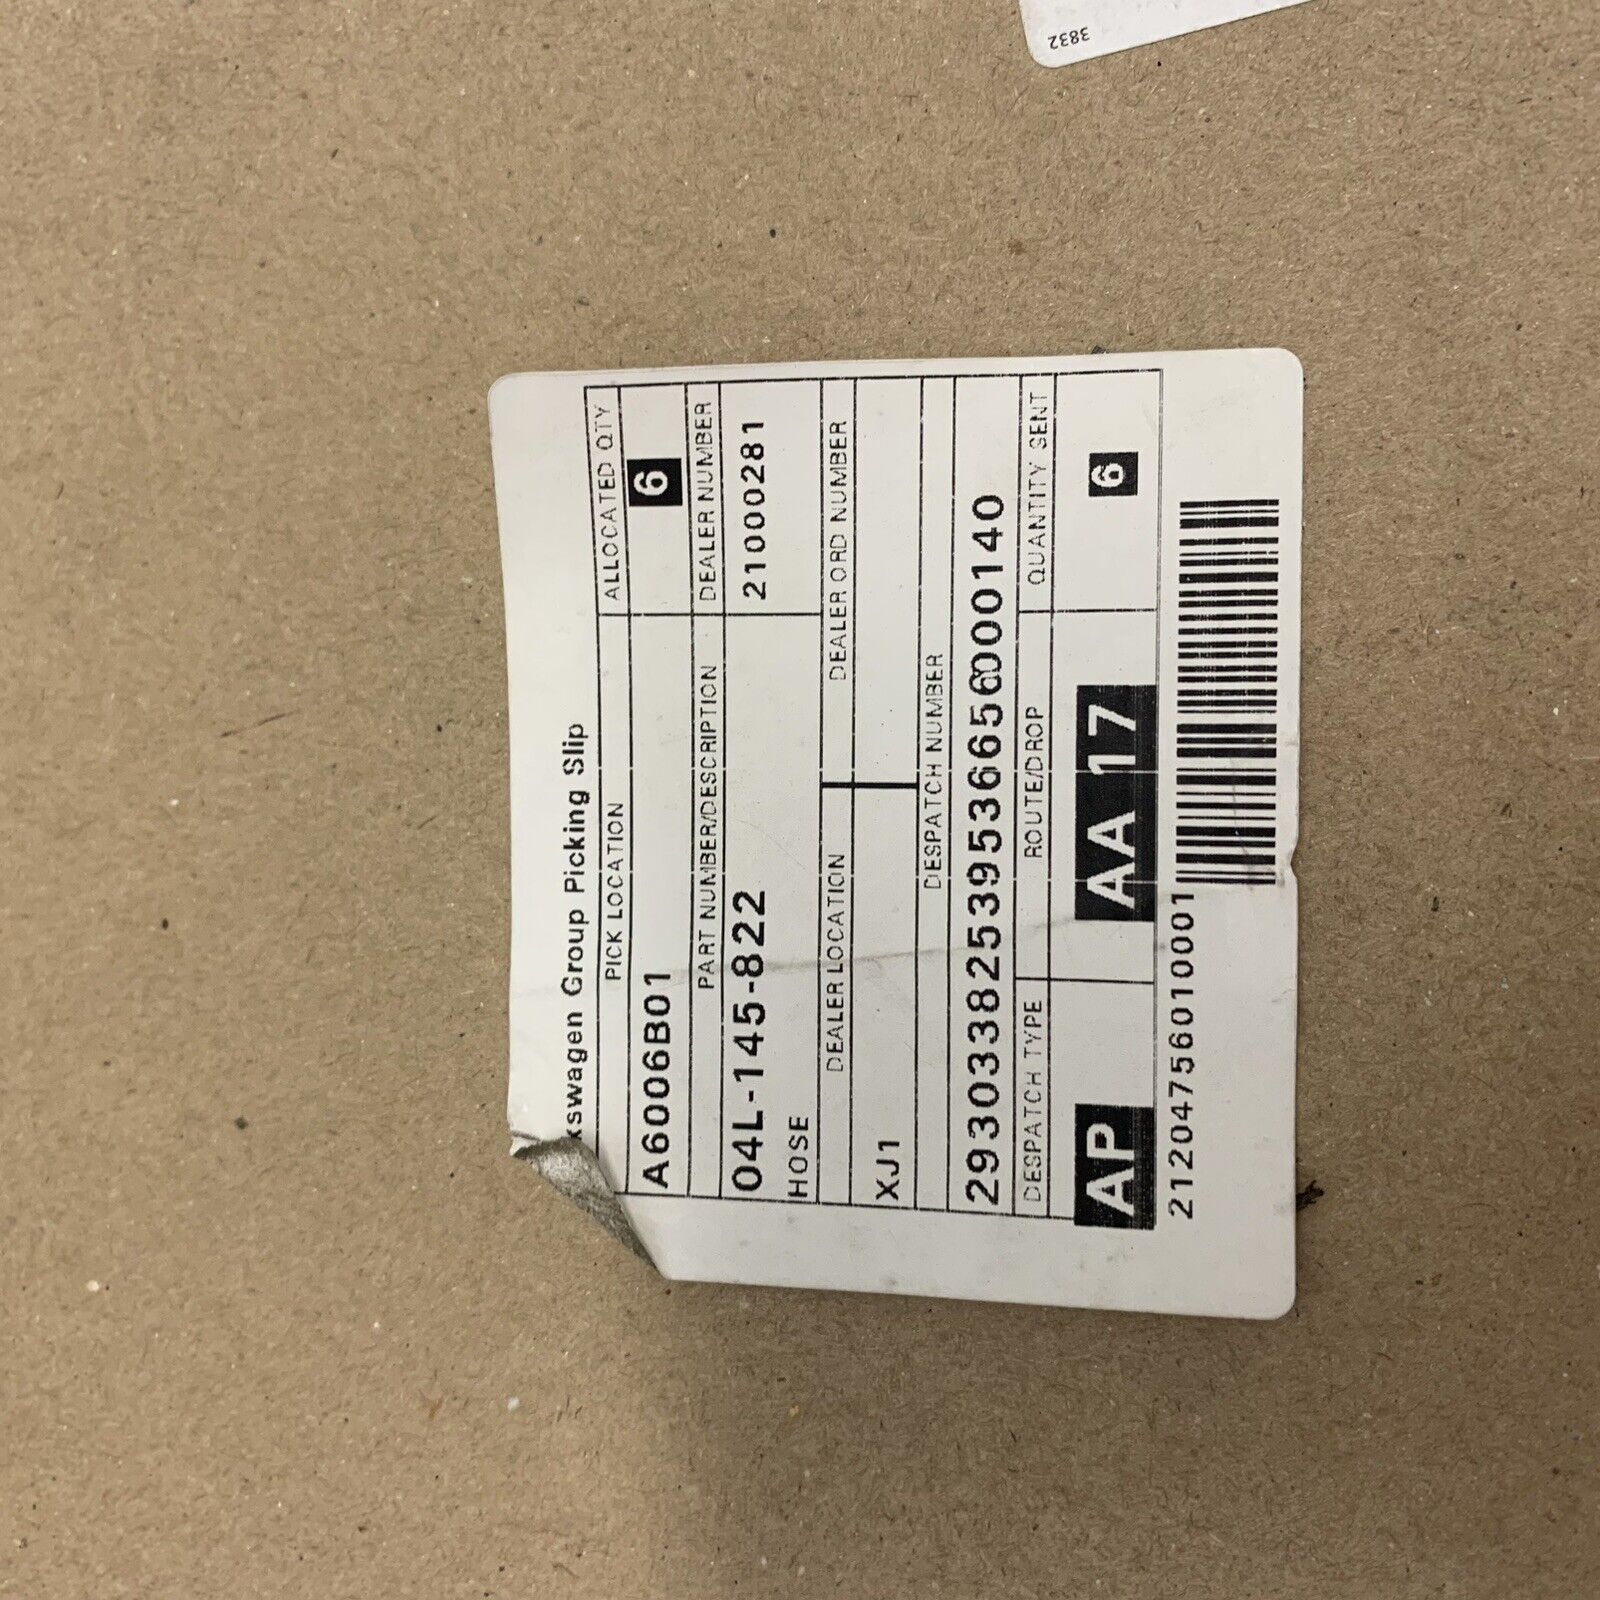 3832
kswagen Group Picking Slip
PICK LOCATION ALLOCATED QTY
A6006B01 6
PART NUMBER/DESCRIPTION DEALER NUMBER
04L-145-822 21000281
HOSE
DEALER LOCATION DEALER ORD NUMBER
XJ1
DESPATCH NUMBER
29303382539536656000140
DESPATCH TYPE ROUTE/DROP QUANTITY SENT
AP AA 17 6
21204756010001